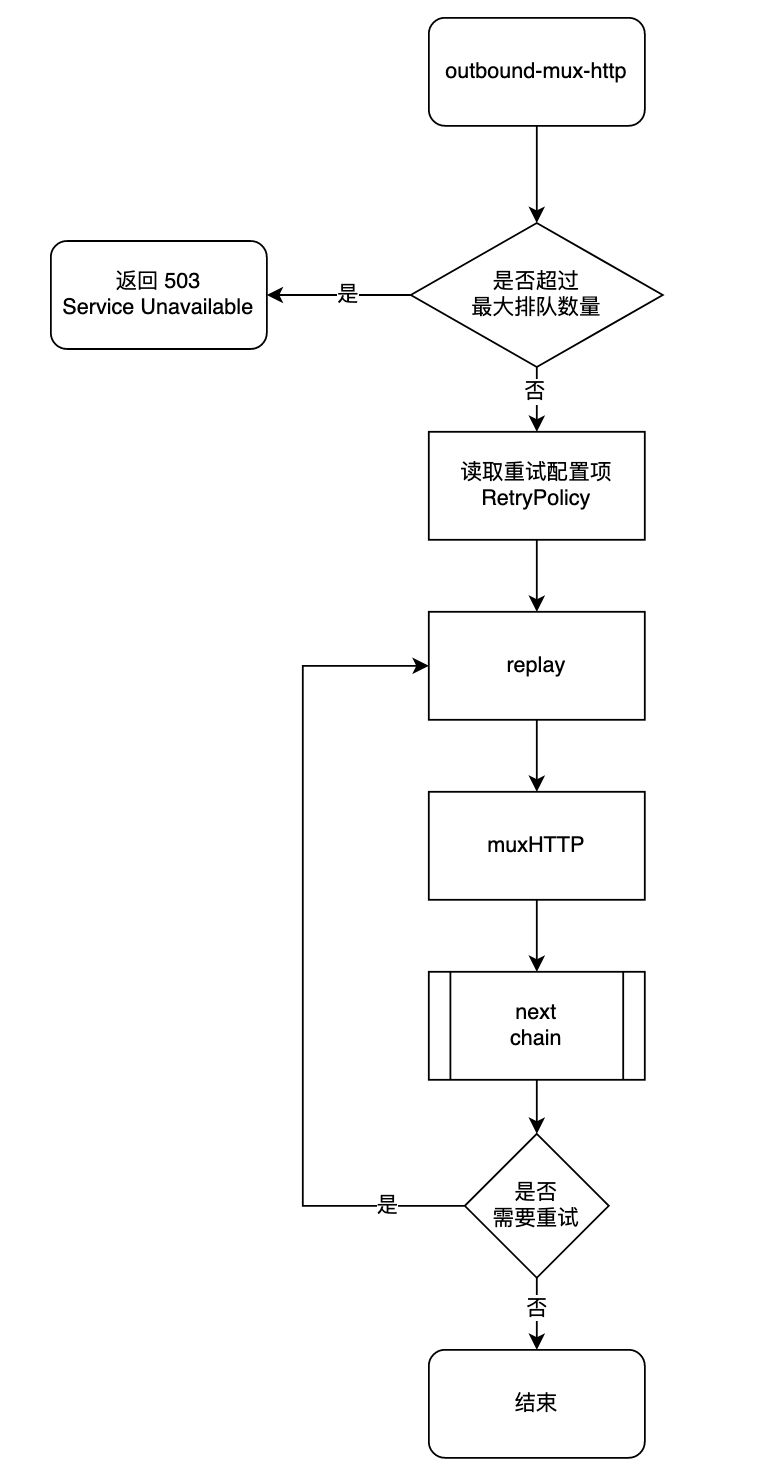 outbound-mux-http
是否超过
最大排队数量
是
返回 503
Service Unavailable
否
读取重试配置项
RetryPolicy
replay
muxHTTP
next
chain
是否
需要重试
是
否
结束